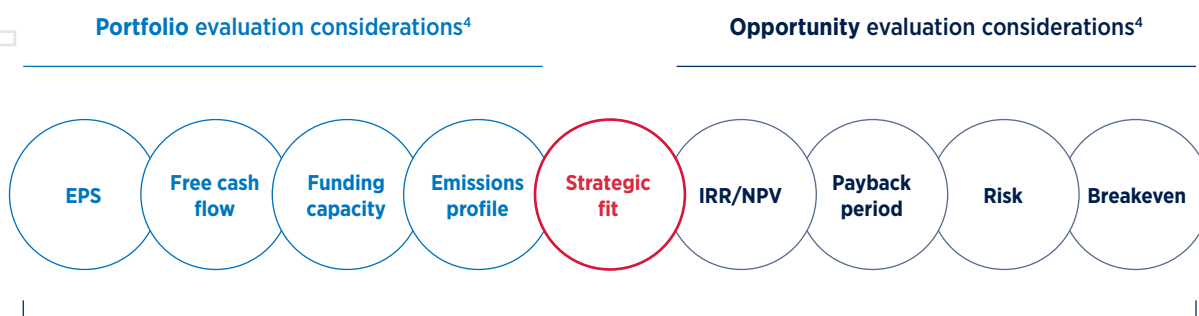 Portfolio evaluation considerations⁴
Opportunity evaluation considerations⁴
EPS
Free cash
flow
Funding
capacity
Emissions
profile
Strategic
fit
IRR/NPV
Payback
period
Risk
Breakeven